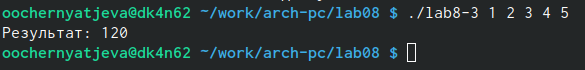 oochernyatjeva@dk4n62 ~/work/arch-pc/lab08 $ ./lab8-3 1 2 3 4 5
Результат: 120
oochernyatjeva@dk4n62 ~/work/arch-pc/lab08 $